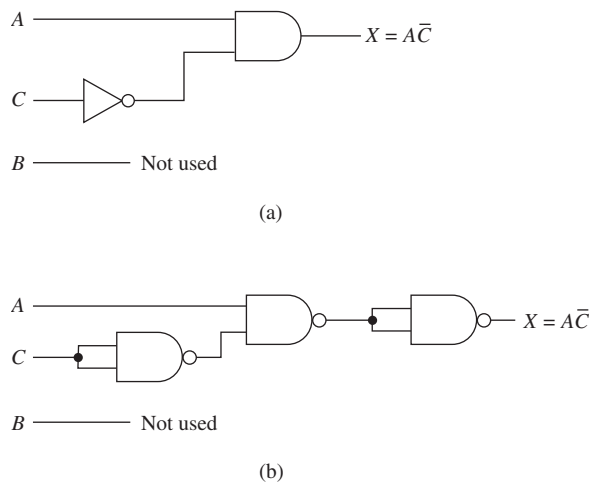 A
X = AC̅
C
B Not used
(a)
A
X = AC̅
C
B Not used
(b)